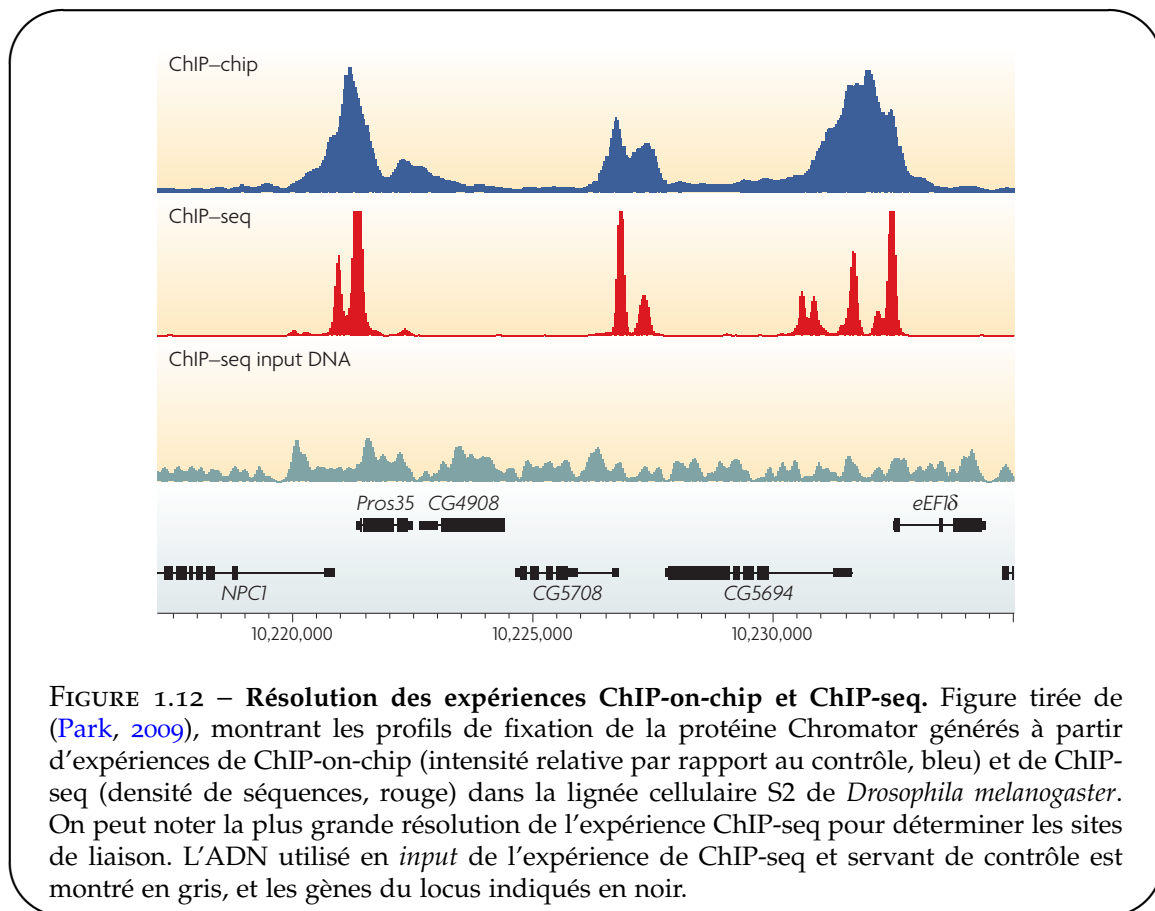 ChIP–chip
ChIP–seq
ChIP–seq input DNA
Pros35 CG4908 eEF1δ
NPC1 CG5708 CG5694
10,220,000 10,225,000 10,230,000
FIGURE 1.12 – Résolution des expériences ChIP-on-chip et ChIP-seq. Figure tirée de
(Park, 2009), montrant les profils de fixation de la protéine Chromator générés à partir
d'expériences de ChIP-on-chip (intensité relative par rapport au contrôle, bleu) et de ChIP-
seq (densité de séquences, rouge) dans la lignée cellulaire S2 de Drosophila melanogaster.
On peut noter la plus grande résolution de l'expérience ChIP-seq pour déterminer les sites
de liaison. L'ADN utilisé en input de l'expérience de ChIP-seq et servant de contrôle est
montré en gris, et les gènes du locus indiqués en noir.